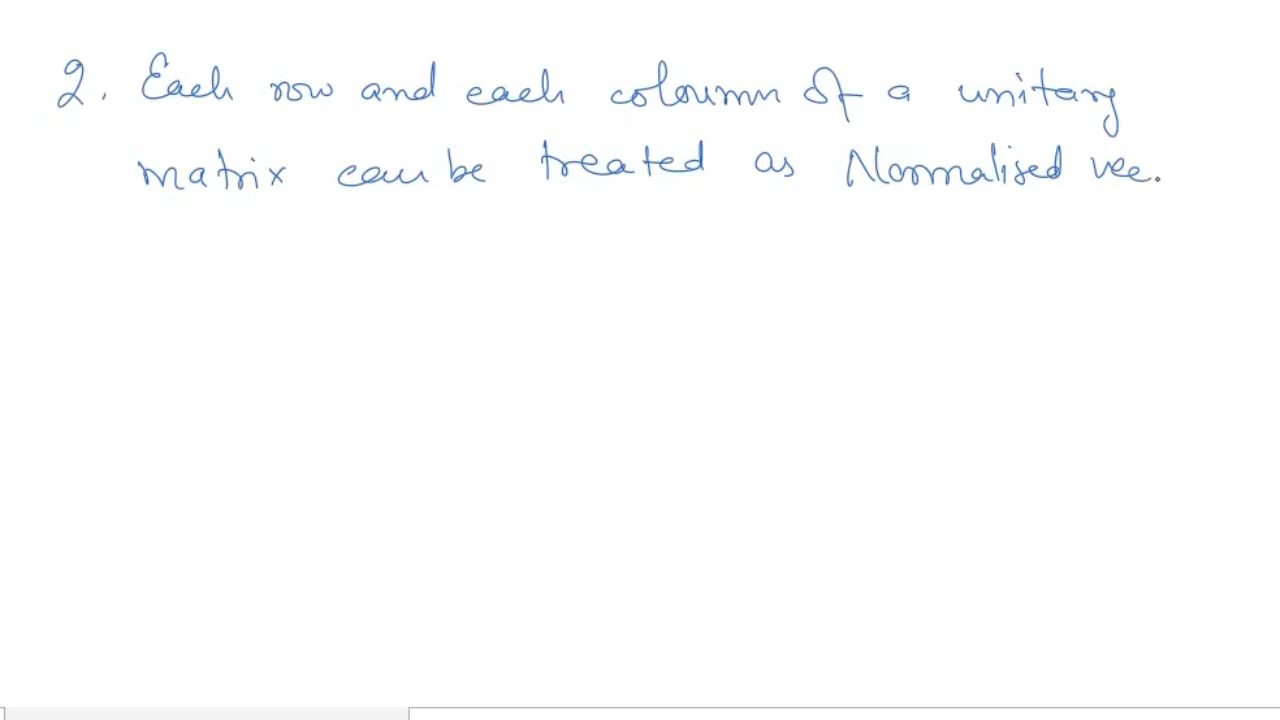 2. Each row and each coloumn of a unitary
matrix can be treated as Normalised vec.